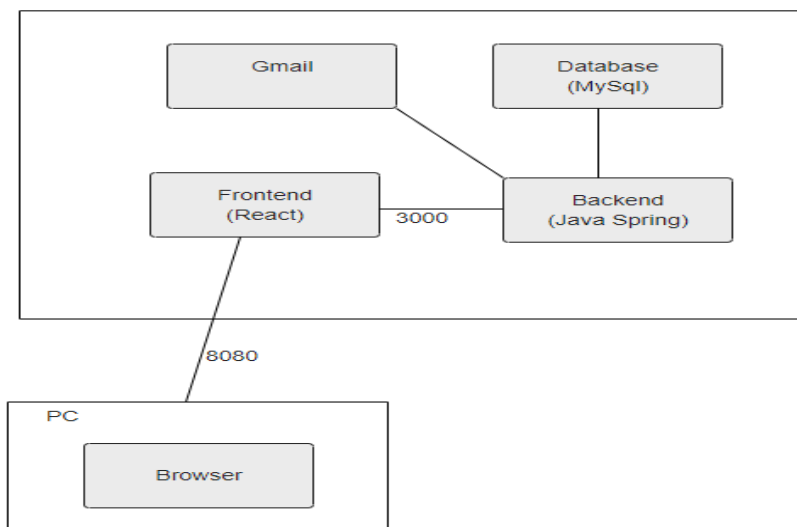 Gmail
Database
(MySql)
Frontend
(React)
3000
Backend
(Java Spring)
8080
PC
Browser